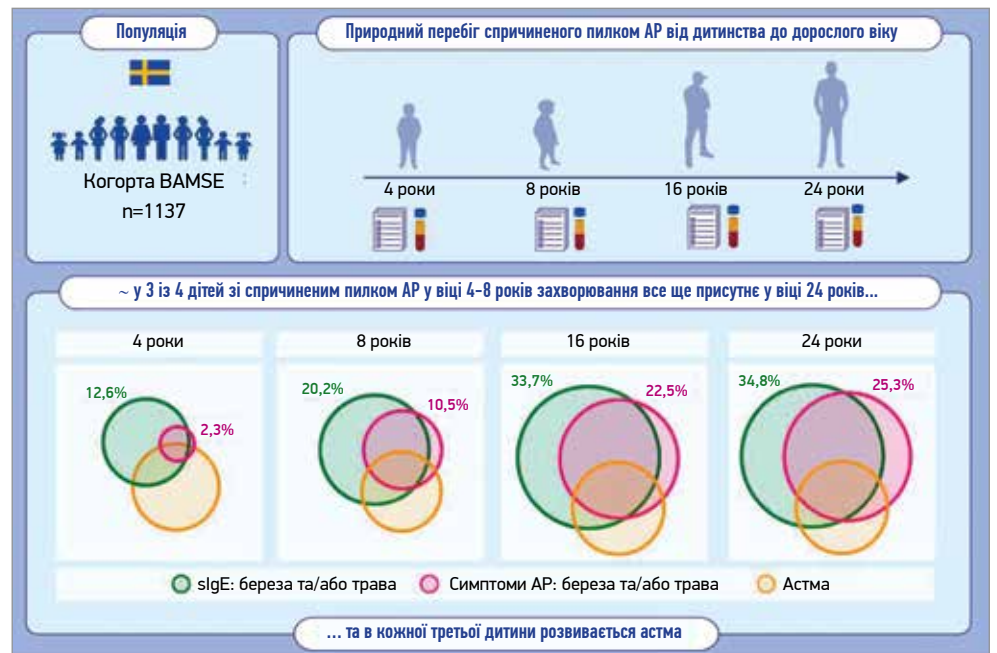 Популяція
Природний перебіг спричиненого пилком АР від дитинства до дорослого віку
Когорта BAMSE
n=1137
4 роки
8 років
16 років
24 роки
~ у 3 із 4 дітей зі спричиненим пилком АР у віці 4-8 років захворювання все ще присутнє у віці 24 років...
4 роки
8 років
16 років
24 роки
12,6%
2,3%
20,2%
10,5%
33,7%
22,5%
34,8%
25,3%
sIgE: береза та/або трава
Симптоми АР: береза та/або трава
Астма
... та в кожної третьої дитини розвивається астма